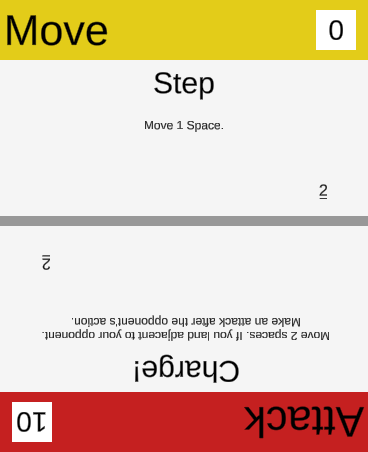 Move 0
Step
Move 1 Space.
2
Attack 10
Charge!
Move 2 spaces. If you land adjacent to your opponent.
Make an attack after the opponent's action.
2